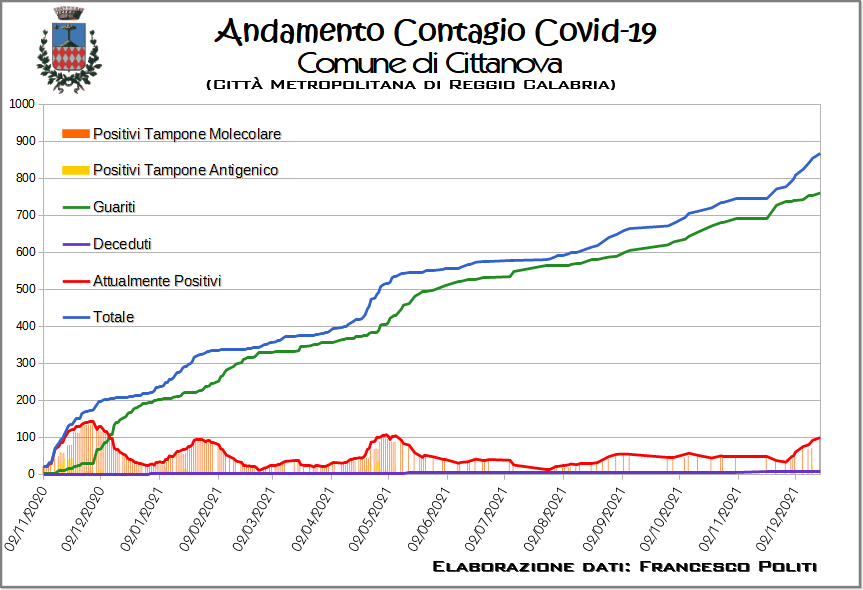 Andamento Contagio Covid-19
Comune di Cittanova
(Città Metropolitana di Reggio Calabria)
1000
900
800
700
600
500
400
300
200
100
0
Positivi Tampone Molecolare
Positivi Tampone Antigenico
Guariti
Deceduti
Attualmente Positivi
Totale
02/11/2020
02/12/2020
02/01/2021
02/02/2021
02/03/2021
02/04/2021
02/05/2021
02/06/2021
02/07/2021
02/08/2021
02/09/2021
02/10/2021
02/11/2021
02/12/2021
Elaborazione dati: Francesco Politi